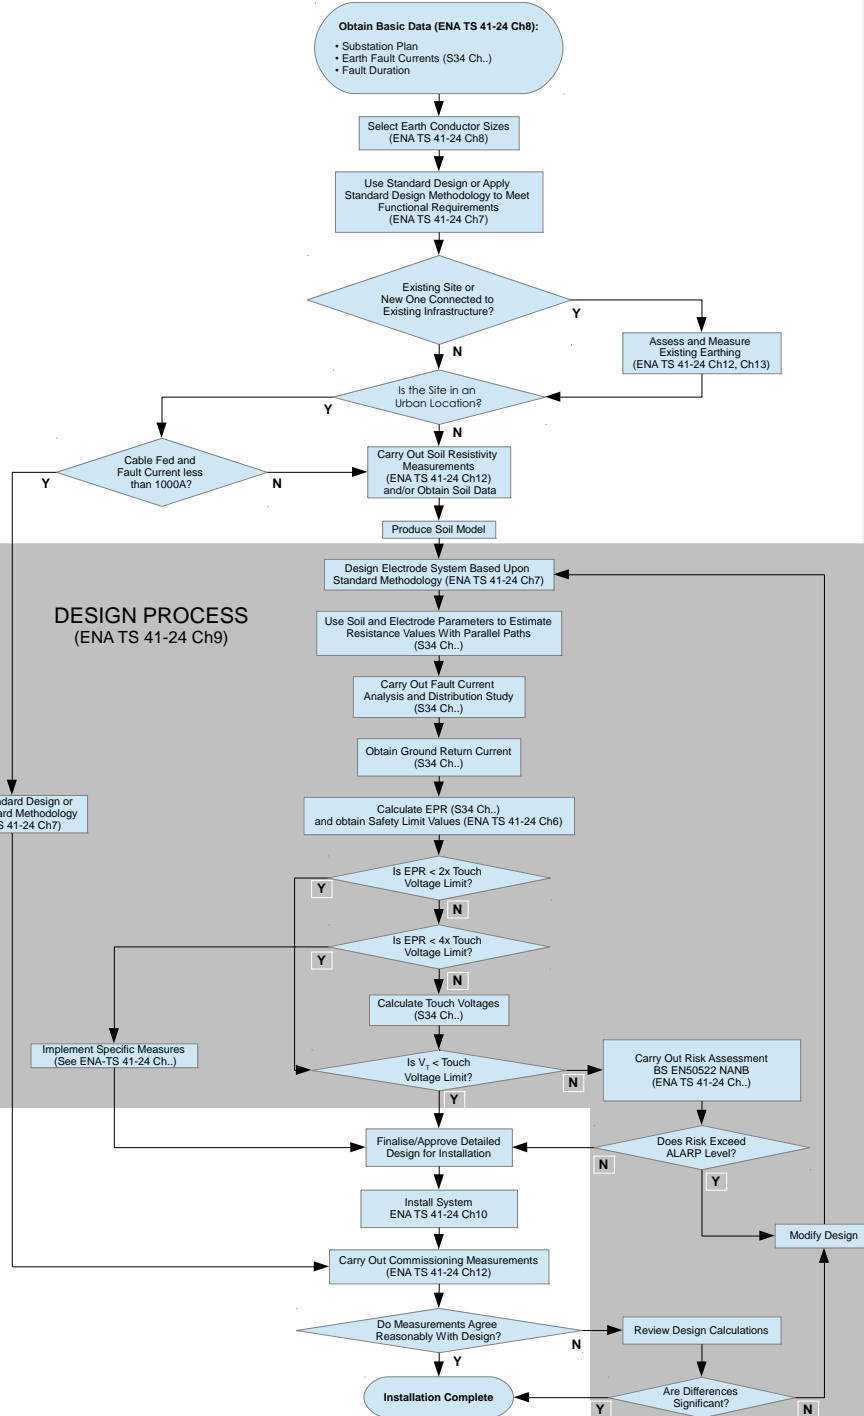 Obtain Basic Data (ENA TS 41-24 Ch8):
• Substation Plan
• Earth Fault Currents (S34 Ch..)
• Fault Duration
Select Earth Conductor Sizes
(ENA TS 41-24 Ch8)
Use Standard Design or Apply
Standard Design Methodology to Meet
Functional Requirements
(ENA TS 41-24 Ch7)
Existing Site or
New One Connected to
Existing Infrastructure?
Y
N
Assess and Measure
Existing Earthing
(ENA TS 41-24 Ch12, Ch13)
Is the Site in an
Urban Location?
Y
N
Cable Fed and
Fault Current less
than 1000A?
Y
N
Carry Out Soil Resistivity
Measurements
(ENA TS 41-24 Ch12)
and/or Obtain Soil Data
Produce Soil Model
DESIGN PROCESS
(ENA TS 41-24 Ch9)
Design Electrode System Based Upon
Standard Methodology (ENA TS 41-24 Ch7)
Use Soil and Electrode Parameters to Estimate
Resistance Values With Parallel Paths
(S34 Ch..)
Carry Out Fault Current
Analysis and Distribution Study
(S34 Ch..)
Obtain Ground Return Current
(S34 Ch..)
Design or
Methodology
41-24 Ch7)
Calculate EPR (S34 Ch..)
and obtain Safety Limit Values (ENA TS 41-24 Ch6)
Is EPR < 2x Touch
Voltage Limit?
Y
N
Is EPR < 4x Touch
Voltage Limit?
Y
N
Calculate Touch Voltages
(S34 Ch..)
Implement Specific Measures
(See ENA-TS 41-24 Ch..)
Is VT < Touch
Voltage Limit?
N
Y
Carry Out Risk Assessment
BS EN50522 NANB
(ENA TS 41-24 Ch..)
Does Risk Exceed
ALARP Level?
N
Y
Finalise/Approve Detailed
Design for Installation
Install System
ENA TS 41-24 Ch10
Modify Design
Carry Out Commissioning Measurements
(ENA TS 41-24 Ch12)
Do Measurements Agree
Reasonably With Design?
N
Y
Review Design Calculations
Installation Complete
Are Differences
Significant?
Y
N